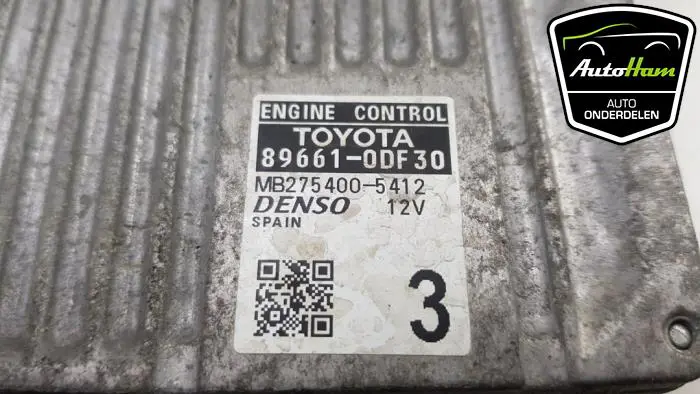 AutoHam
AUTO
ONDERDELEN
ENGINE CONTROL
TOYOTA
89661-0DF30
MB275400-5412
DENSO 12V
SPAIN
3